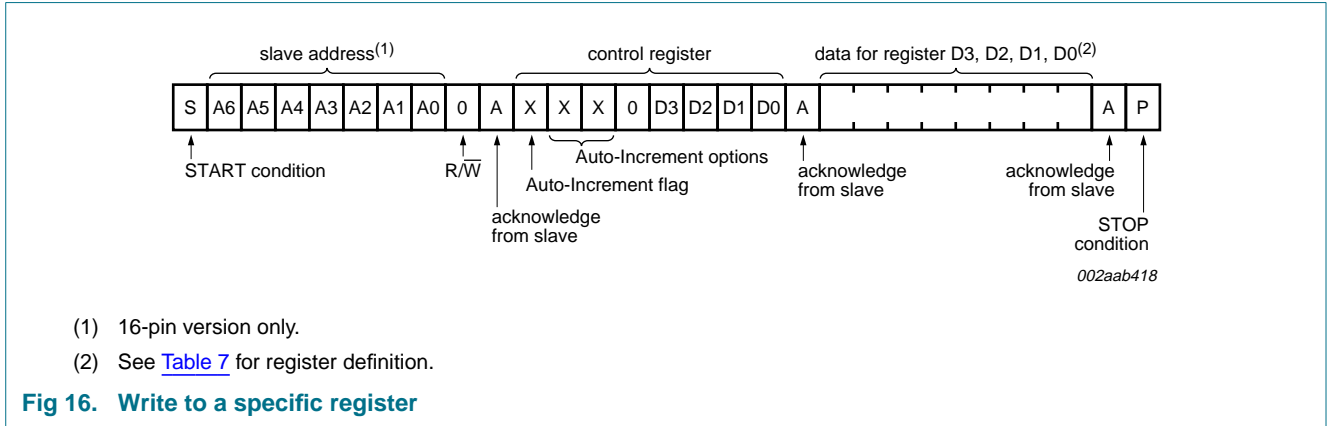 slave address(1) control register data for register D3, D2, D1, D0(2)
S A6 A5 A4 A3 A2 A1 A0 0 A X X X 0 D3 D2 D1 D0 A A P
START condition R/W̅ Auto-Increment options acknowledge from slave acknowledge from slave
Auto-Increment flag
acknowledge from slave
STOP condition
002aab418
(1) 16-pin version only.
(2) See Table 7 for register definition.
Fig 16. Write to a specific register